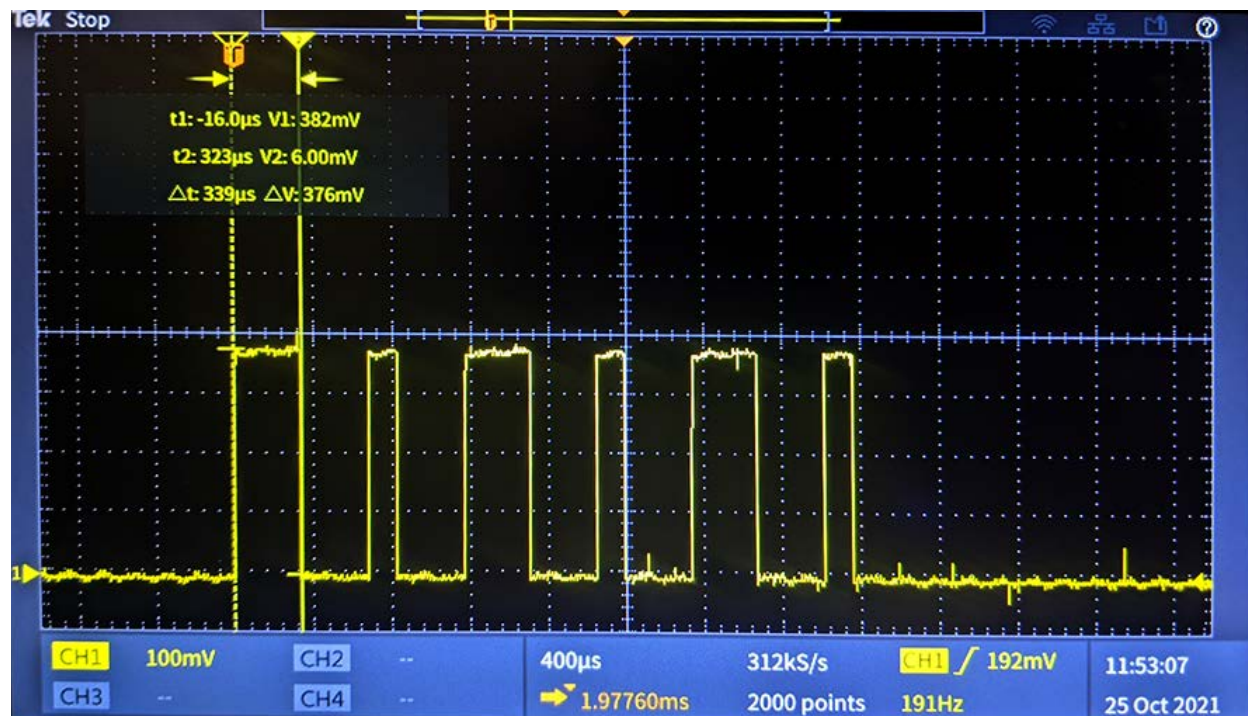 Tek Stop
T 2
t1: -16.0µs V1: 382mV
t2: 323µs V2: 6.00mV
△t: 339µs △V: 376mV
1
CH1 100mV CH2 -- 400µs 312kS/s CH1 192mV 11:53:07
CH3 -- CH4 -- 1.97760ms 2000 points 191Hz 25 Oct 2021